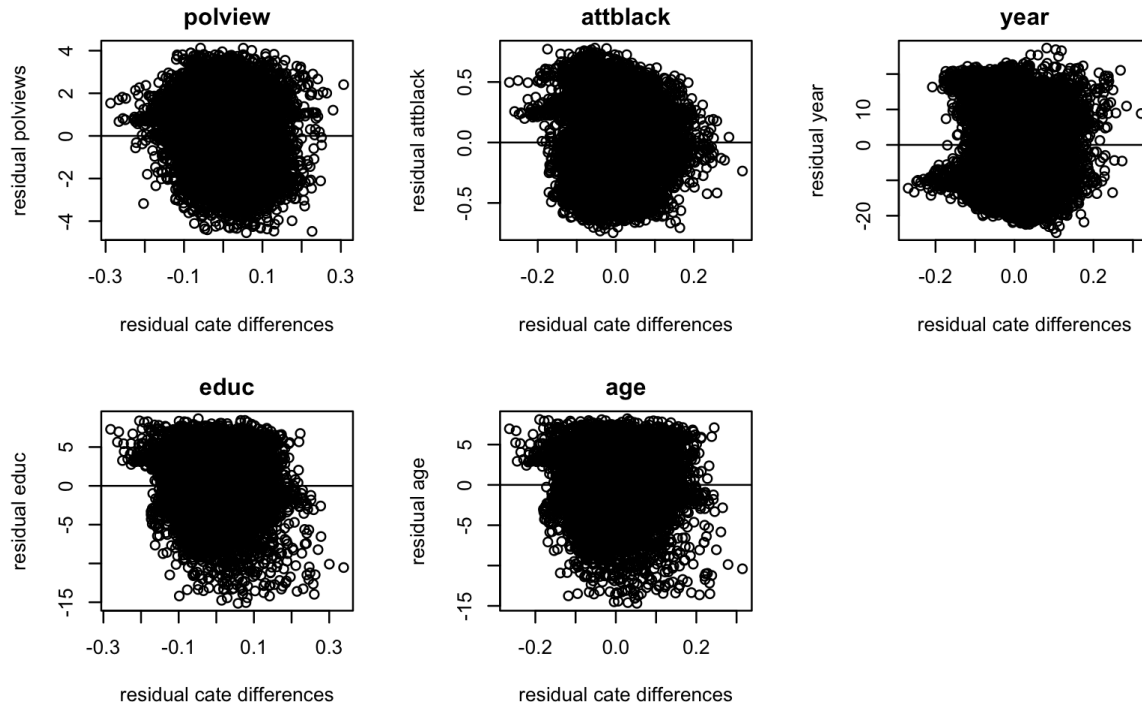 polview
residual polviews
4
2
0
-2
-4
-0.3
-0.1
0.1
0.3
residual cate differences
attblack
residual attblack
0.5
0.0
-0.5
-0.2
0.0
0.2
residual cate differences
year
residual year
10
0
-20
-0.2
0.0
0.2
residual cate differences
educ
residual educ
5
0
-5
-15
-0.3
-0.1
0.1
0.3
residual cate differences
age
residual age
5
0
-5
-15
-0.2
0.0
0.2
residual cate differences